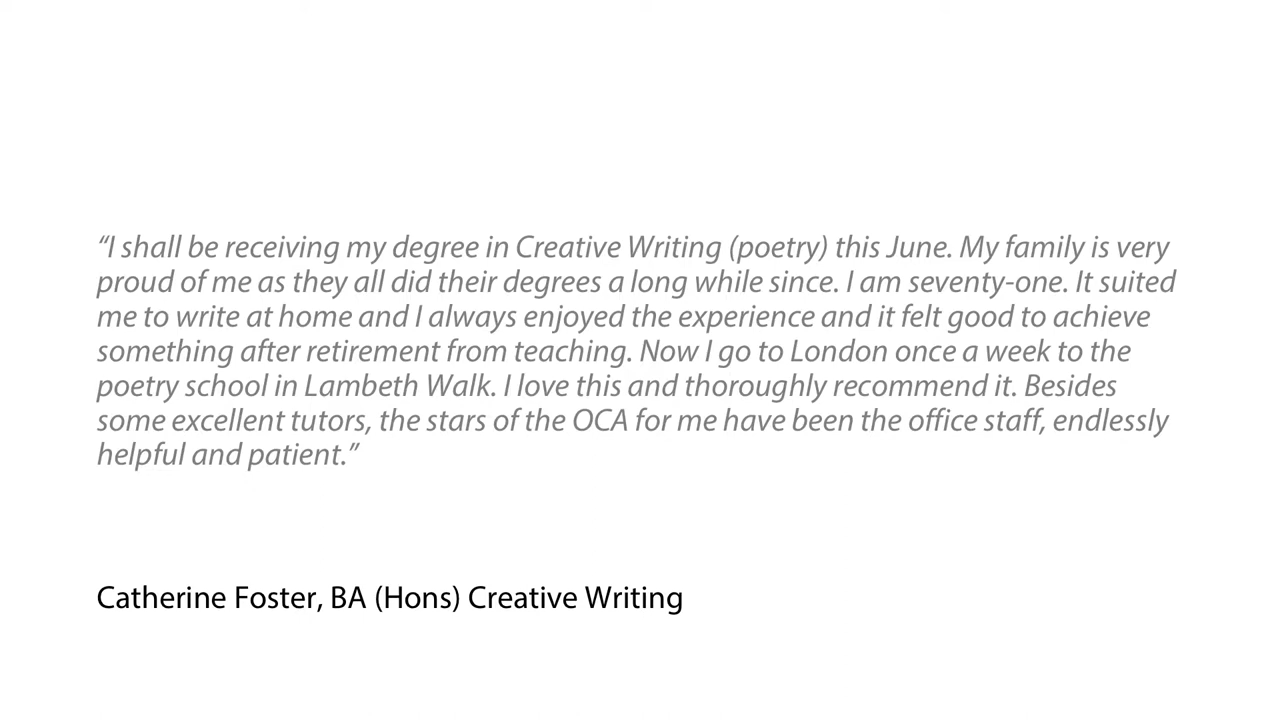 “I shall be receiving my degree in Creative Writing (poetry) this June. My family is very
proud of me as they all did their degrees a long while since. I am seventy-one. It suited
me to write at home and I always enjoyed the experience and it felt good to achieve
something after retirement from teaching. Now I go to London once a week to the
poetry school in Lambeth Walk. I love this and thoroughly recommend it. Besides
some excellent tutors, the stars of the OCA for me have been the office staff, endlessly
helpful and patient.”
Catherine Foster, BA (Hons) Creative Writing